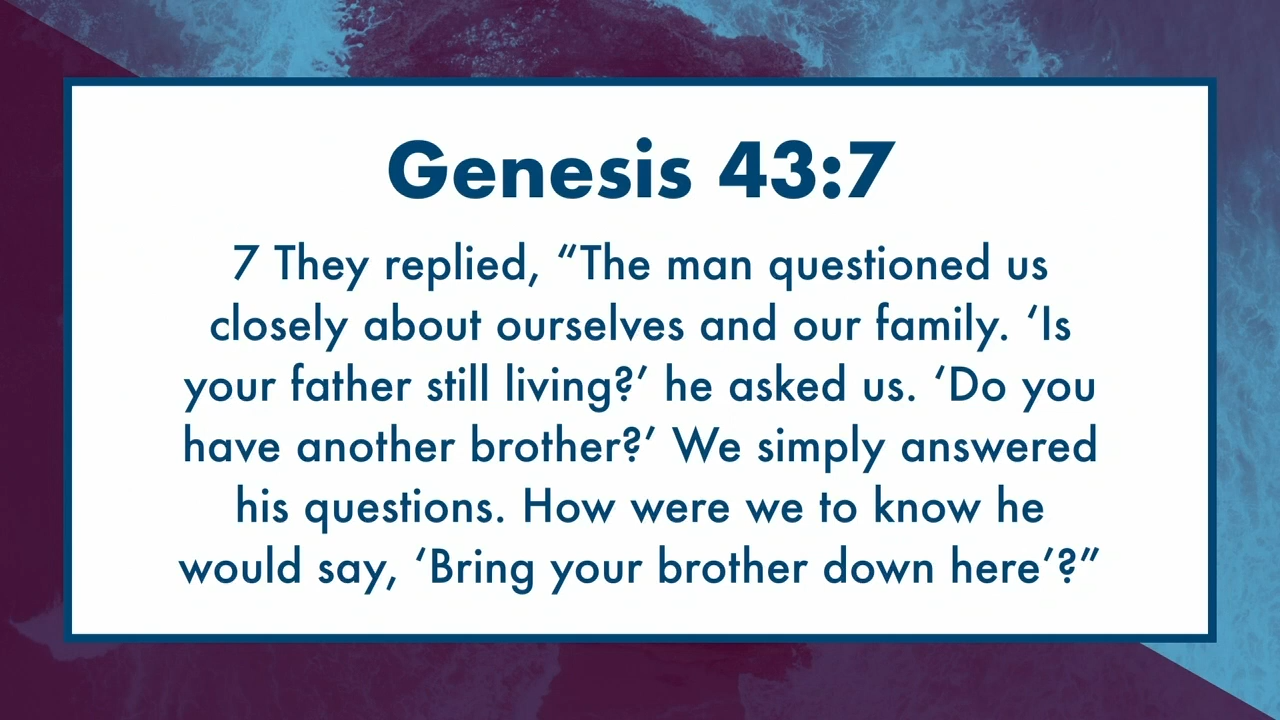 Genesis 43:7
7 They replied, “The man questioned us
closely about ourselves and our family. ‘Is
your father still living?’ he asked us. ‘Do you
have another brother?’ We simply answered
his questions. How were we to know he
would say, ‘Bring your brother down here’?”